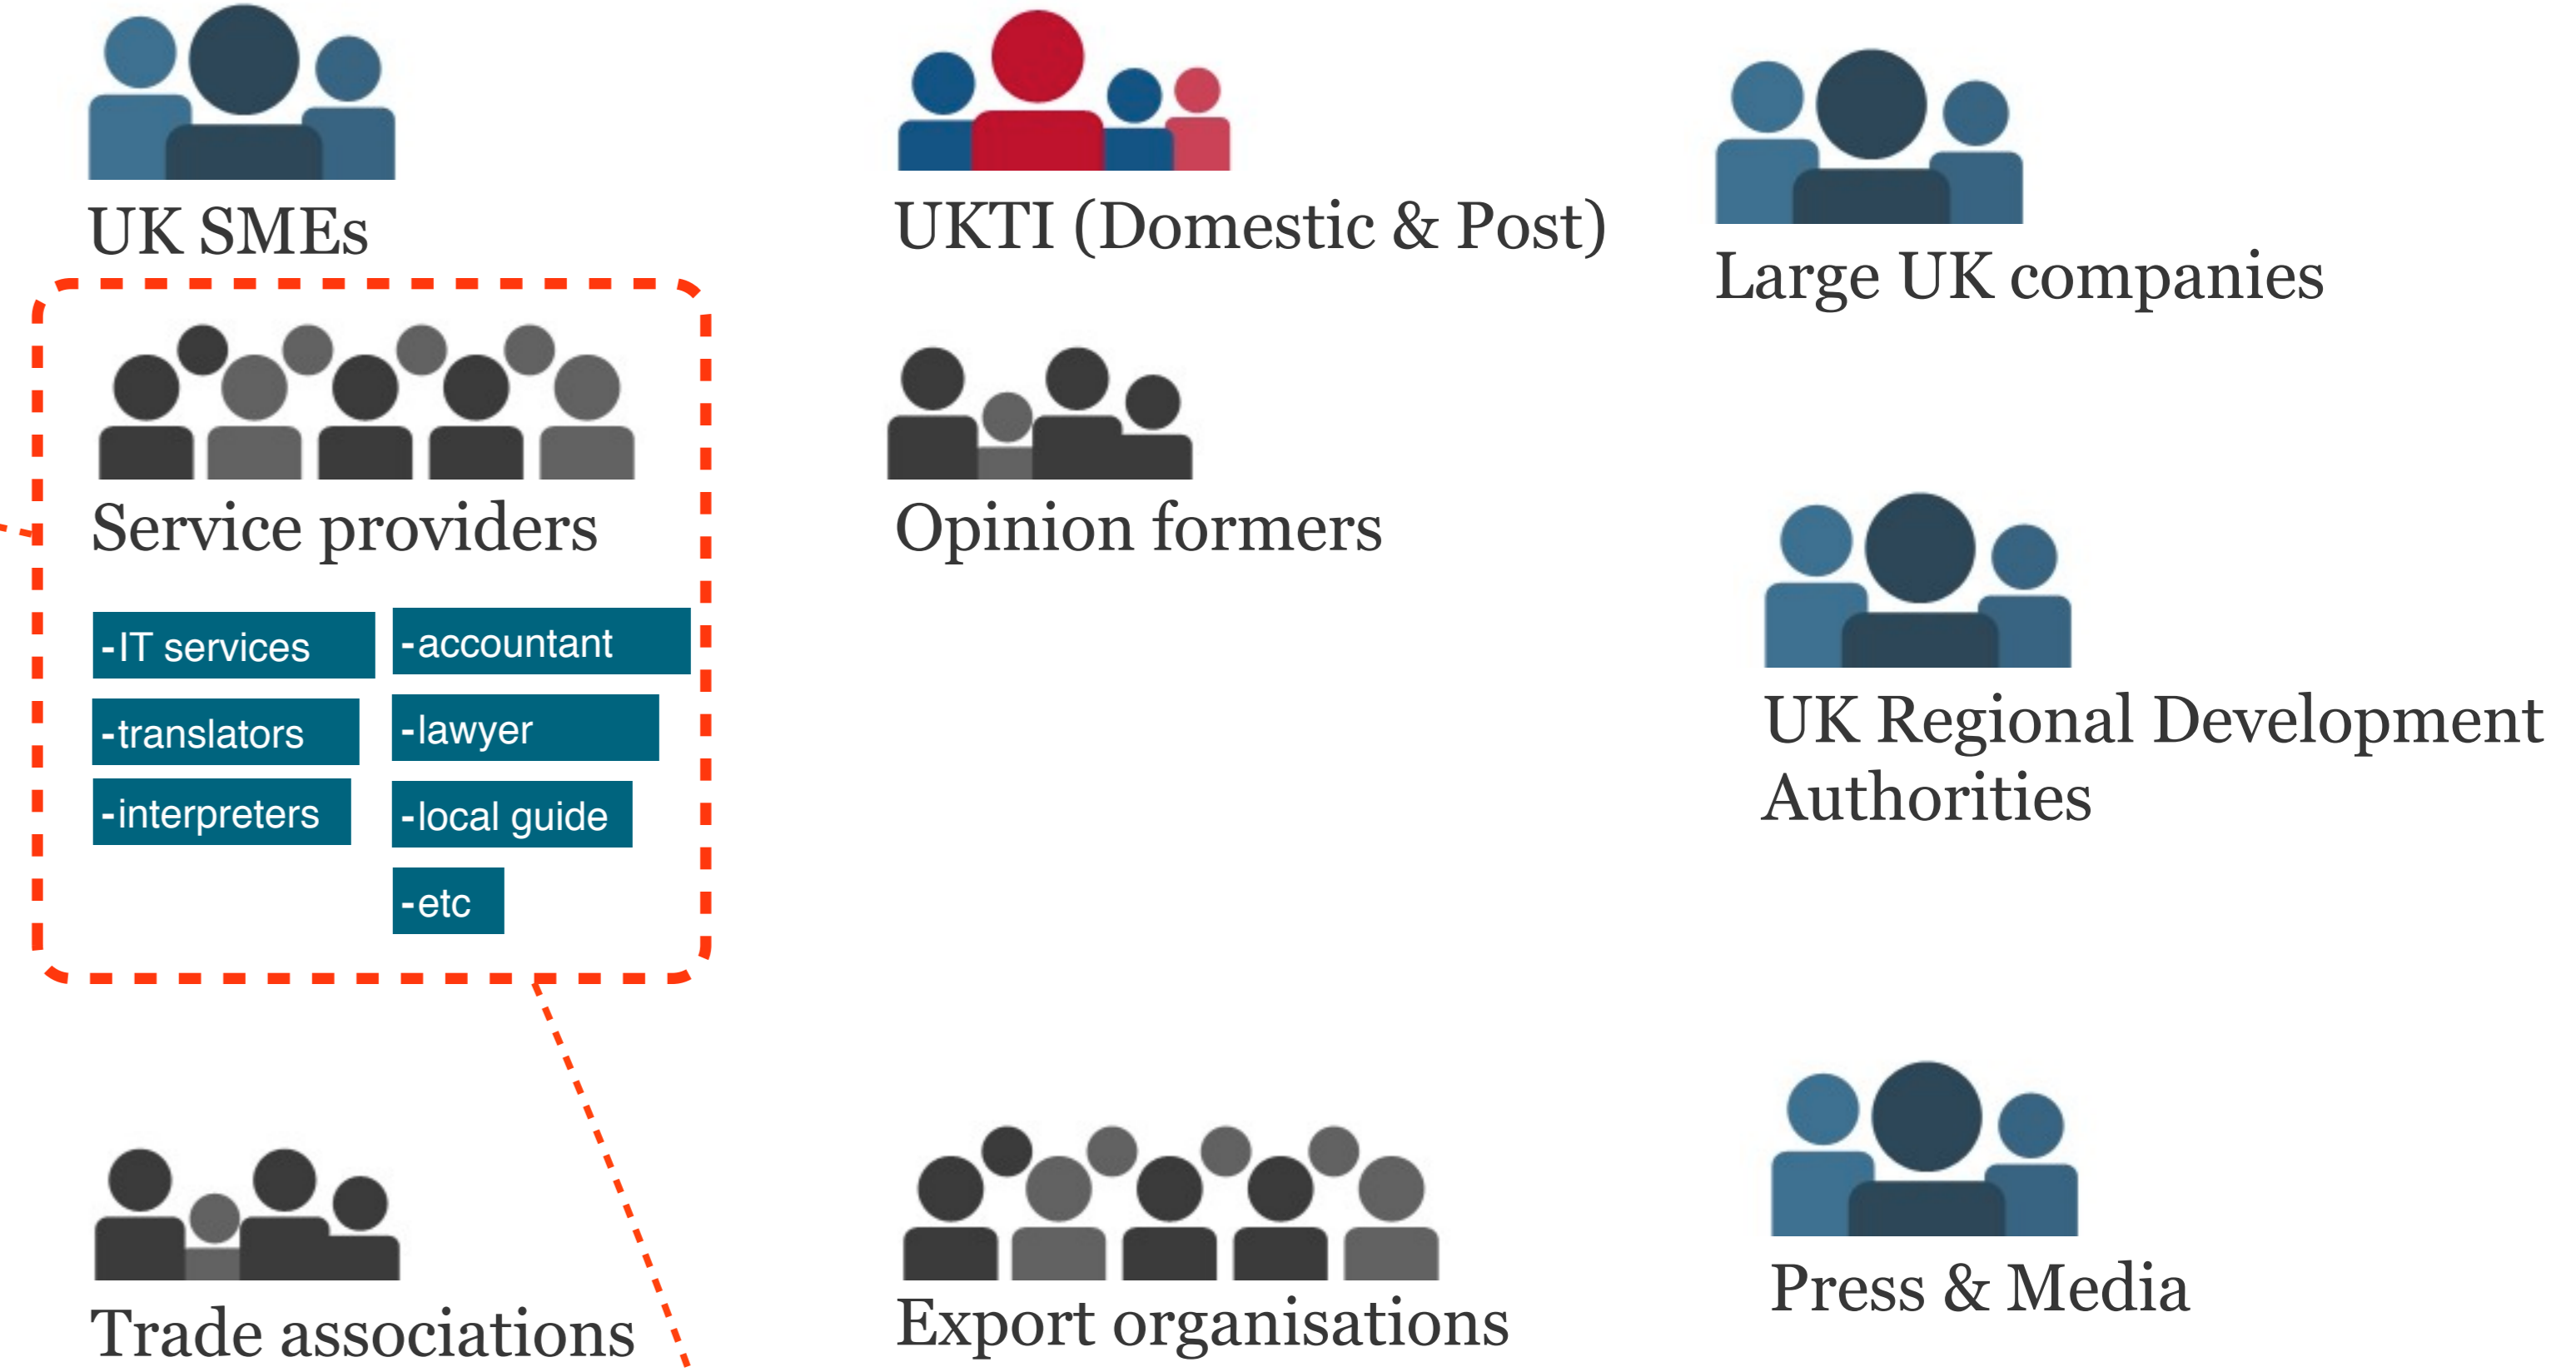 UK SMEs
UKTI (Domestic & Post)
Large UK companies
Service providers
-IT services
-translators
-interpreters
-accountant
-lawyer
-local guide
-etc
Opinion formers
UK Regional Development
Authorities
Trade associations
Export organisations
Press & Media